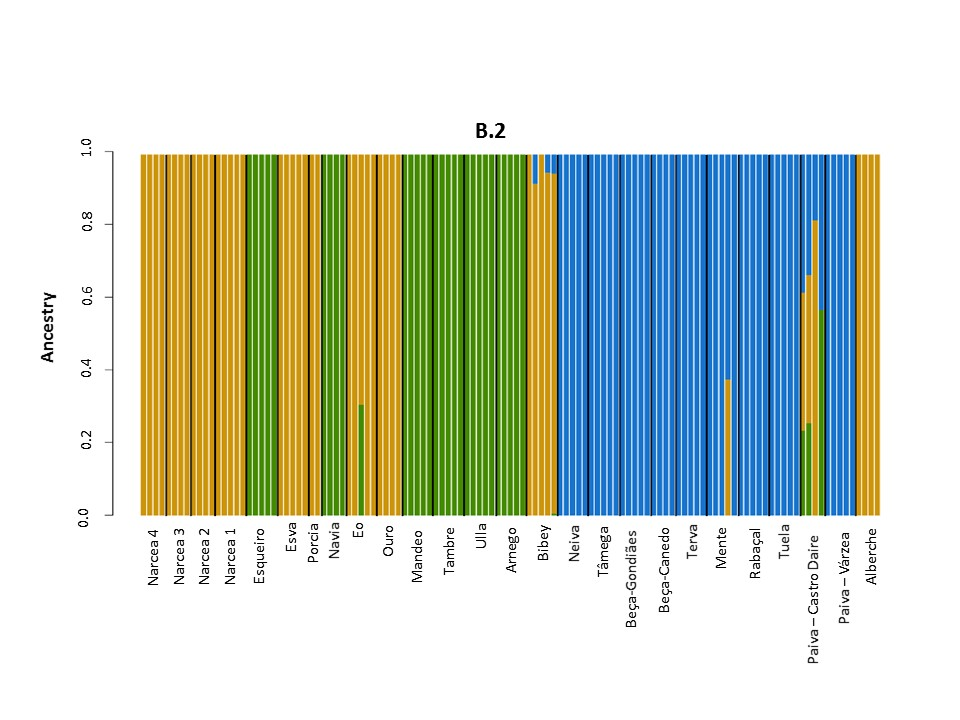 B.2
1.0
0.8
0.6
0.4
0.2
0.0
Ancestry
Narcea 4
Narcea 3
Narcea 2
Narcea 1
Esqueiro
Esva
Porcia
Navia
Eo
Ouro
Mandeo
Tambre
Ulla
Arnego
Bibey
Neiva
Tâmega
Beça-Gondiães
Beça-Canedo
Terva
Mente
Rabaçal
Tuela
Paiva – Castro Daire
Paiva – Várzea
Alberche